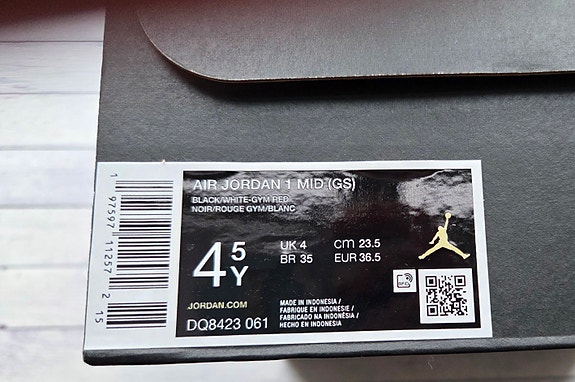 AIR JORDAN 1 MID (GS)
BLACK/WHITE-GYM RED
NOIR/ROUGE GYM/BLANC
4 5Y
UK 4
CM 23.5
BR 35
EUR 36.5
JORDAN.COM
DQ8423 061
MADE IN INDONESIA /
FABRIQUE EN INDONESIE /
FABRICADO NA INDONÉSIA /
HECHO EN INDONESIA
1 97597 11257 2 15